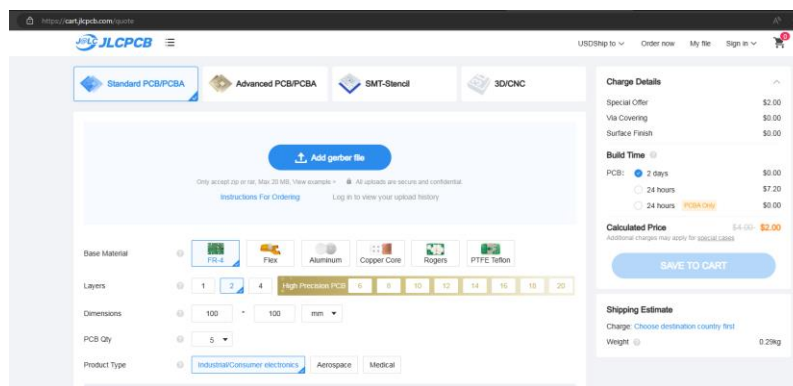 https://cart.jlcpcb.com/quote
JLCPCB
USD Ship to
Order now
My file
Sign in
0
Standard PCB/PCBA
Advanced PCB/PCBA
SMT-Stencil
3D/CNC
Add gerber file
Only accept zip or rar, Max 20 MB, View example
All uploads are secure and confidential.
Instructions For Ordering
Log in to view your upload history
Base Material
FR-4
Flex
Aluminum
Copper Core
Rogers
PTFE Teflon
Layers
1
2
4
High Precision PCB
6
8
10
12
14
16
18
20
Dimensions
100
*
100
mm
PCB Qty
5
Product Type
Industrial/Consumer electronics
Aerospace
Medical
Charge Details
Special Offer $2.00
Via Covering $0.00
Surface Finish $0.00
Build Time
PCB: 2 days $0.00
24 hours $7.20
24 hours PCBA Only $0.00
Calculated Price $4.00 $2.00
Additional charges may apply for special cases
SAVE TO CART
Shipping Estimate
Charge: Choose destination country first
Weight 0.29kg